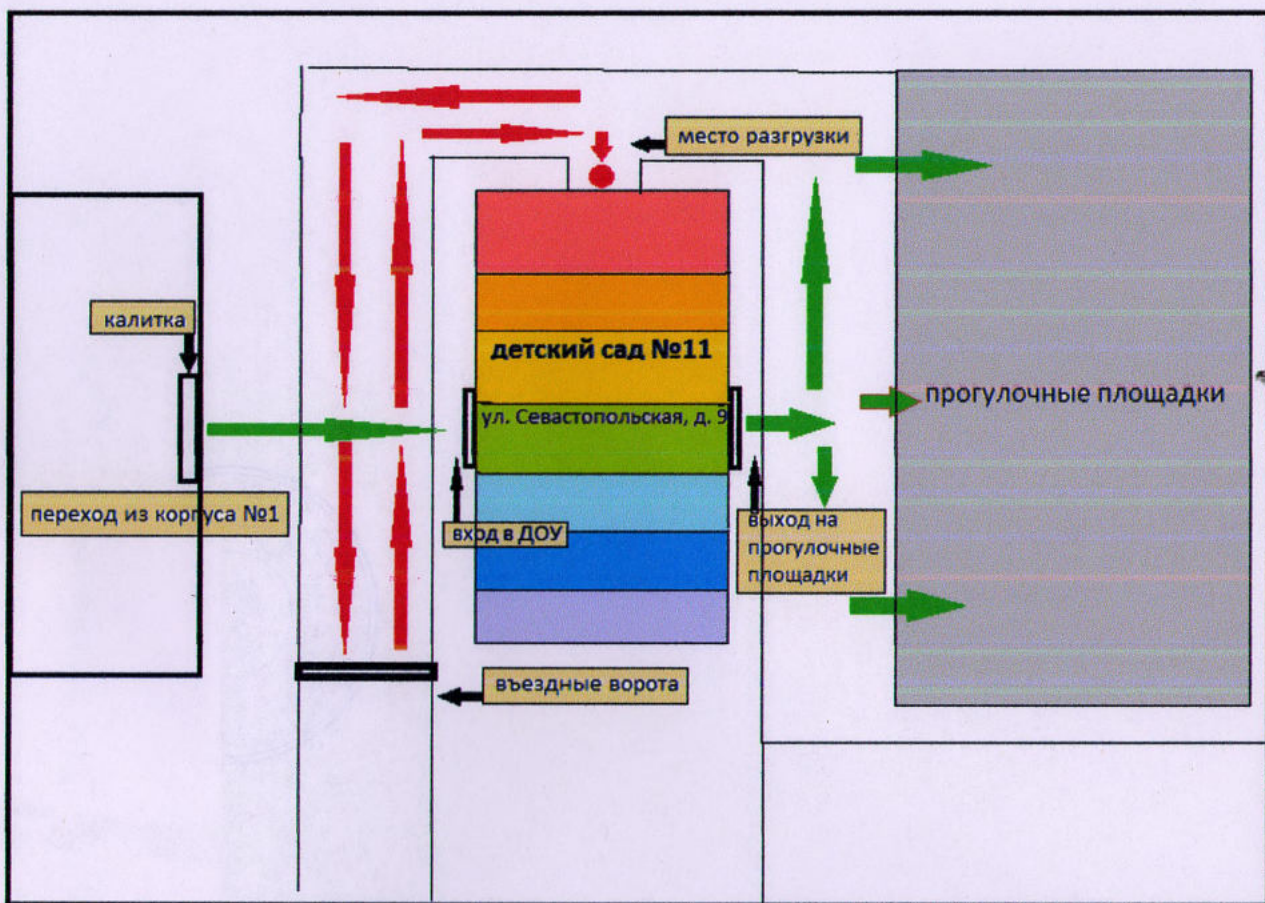 место разгрузки
калитка
детский сад №11
прогулочные площадки
ул. Севастопольская, д. 9
переход из корпуса №1
вход в ДОУ
выход на
прогулочные
площадки
въездные ворота